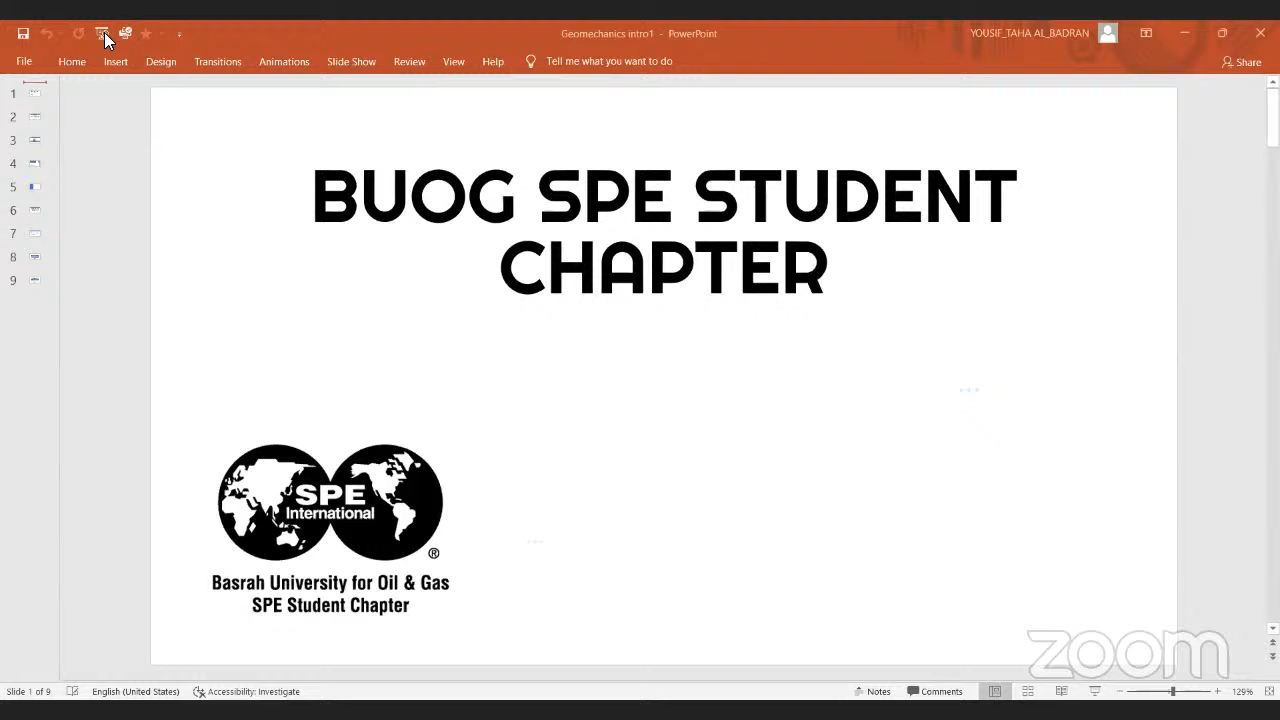 Geomechanics intro1 - PowerPoint
YOUSIF_TAHA AL_BADRAN
File Home Insert Design Transitions Animations Slide Show Review View Help Tell me what you want to do Share
1
2
3
4
5
6
7
8
9
BUOG SPE STUDENT
CHAPTER
SPE
International
®
Basrah University for Oil & Gas
SPE Student Chapter
zoom
Slide 1 of 9 English (United States) Accessibility: Investigate Notes Comments 129%